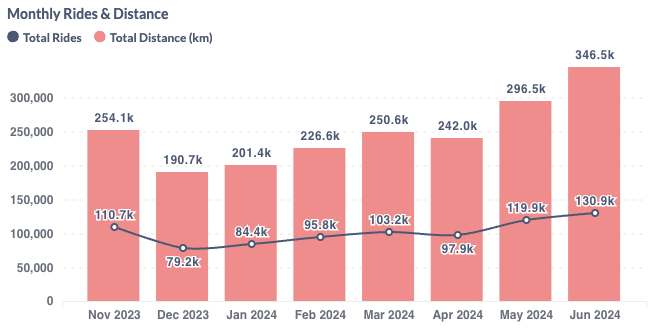 Monthly Rides & Distance
Total Rides Total Distance (km)
346.5k
296.5k
300,000
254.1k
250.6k
242.0k
250,000
226.6k
201.4k
190.7k
200,000
150,000
130.9k
119.9k
110.7k
103.2k
95.8k
84.4k
100,000
97.9k
79.2k
50,000
0
Nov 2023 Dec 2023 Jan 2024 Feb 2024 Mar 2024 Apr 2024 May 2024 Jun 2024